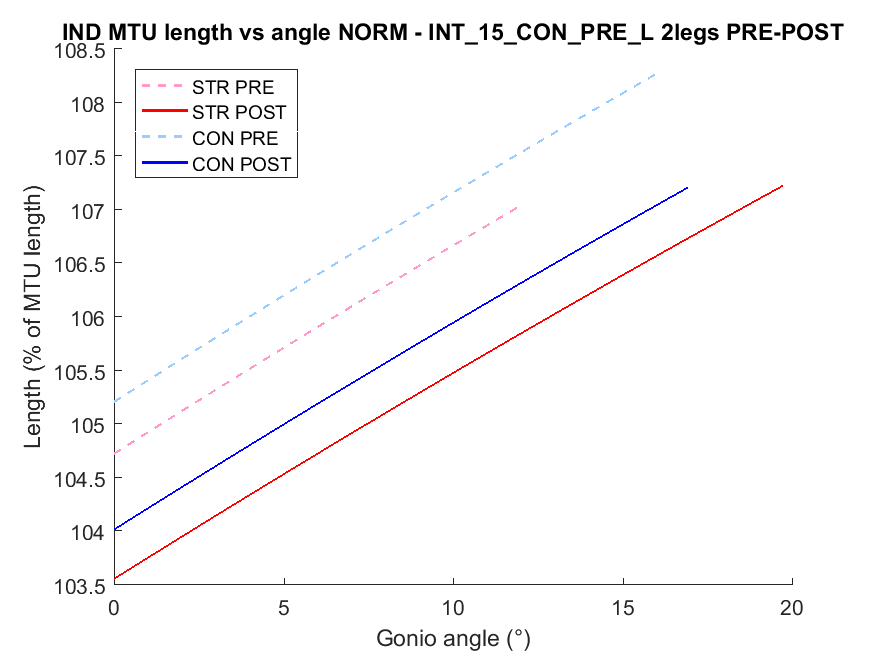 IND MTU length vs angle NORM - INT_15_CON_PRE_L 2legs PRE-POST
108.5
108
107.5
107
106.5
106
105.5
105
104.5
104
103.5
Length (% of MTU length)
STR PRE
STR POST
CON PRE
CON POST
0
5
10
15
20
Gonio angle (°)